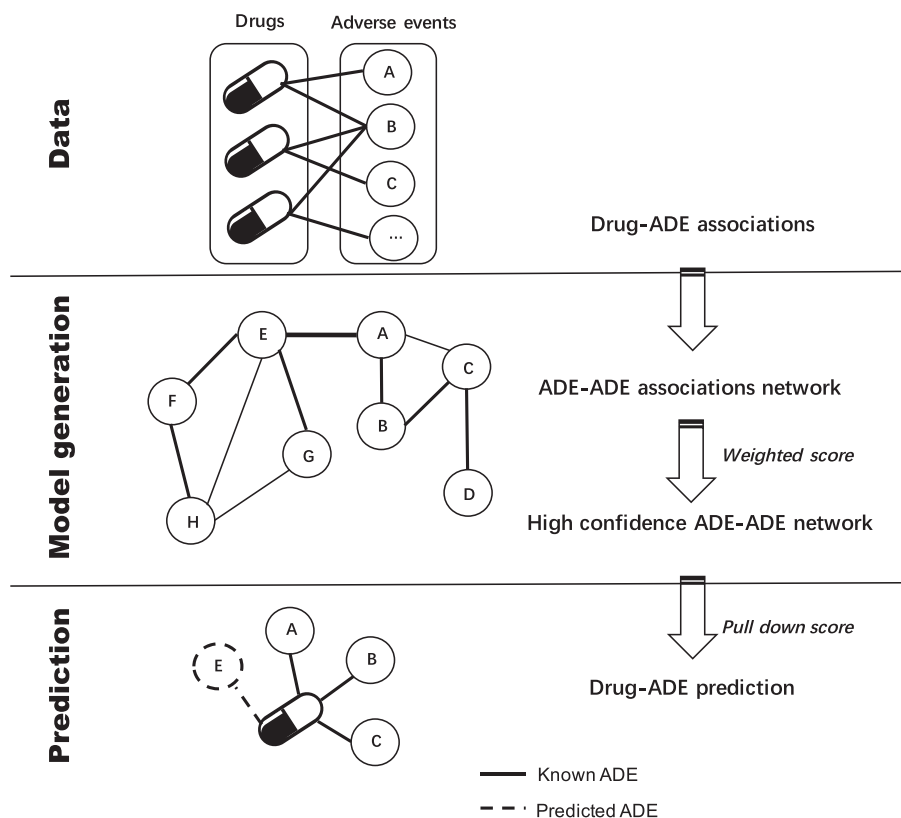 Drugs
Adverse events
Data
A
B
C
...
Drug-ADE associations
Model generation
E
A
C
F
B
G
D
H
ADE-ADE associations network
Weighted score
High confidence ADE-ADE network
Prediction
A
E
B
C
Pull down score
Drug-ADE prediction
Known ADE
Predicted ADE